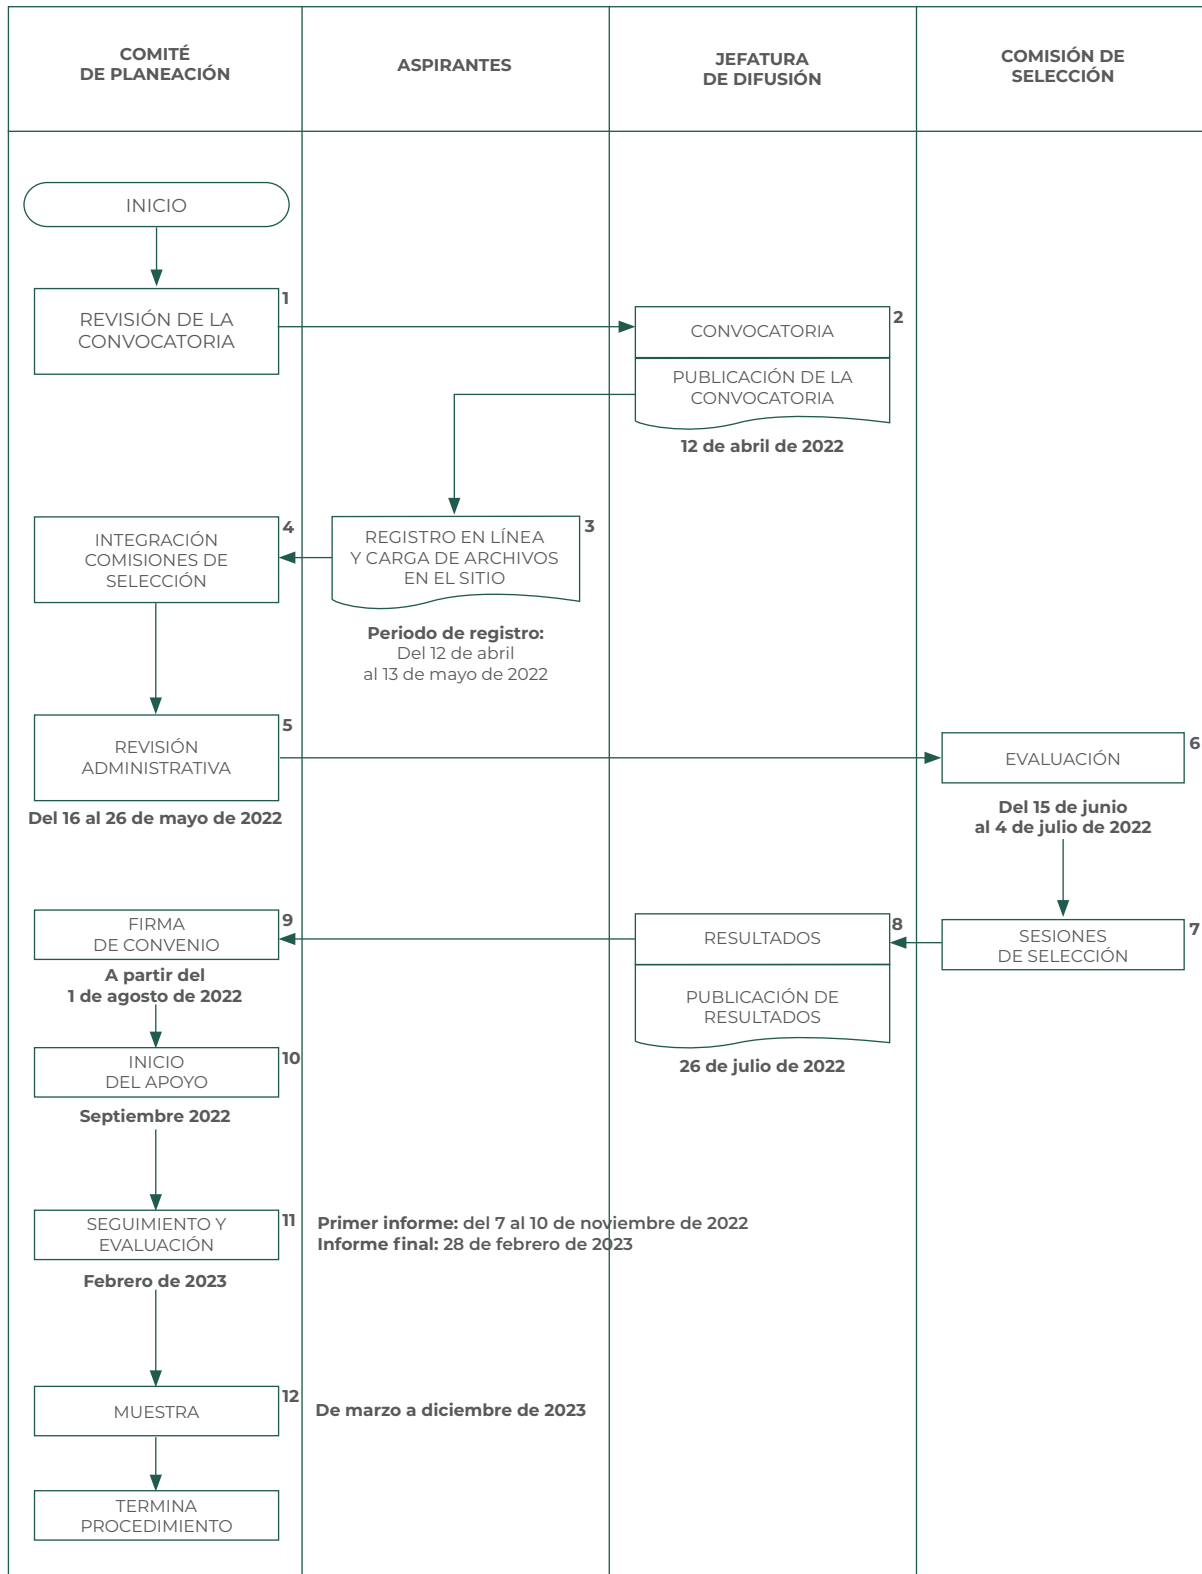 COMITÉ
DE PLANEACIÓN
ASPIRANTES
JEFATURA
DE DIFUSIÓN
COMISIÓN DE
SELECCIÓN
INICIO
1
REVISIÓN DE LA
CONVOCATORIA
2
CONVOCATORIA
PUBLICACIÓN DE LA
CONVOCATORIA
12 de abril de 2022
3
REGISTRO EN LÍNEA
Y CARGA DE ARCHIVOS
EN EL SITIO
Periodo de registro:
Del 12 de abril
al 13 de mayo de 2022
4
INTEGRACIÓN
COMISIONES DE
SELECCIÓN
5
REVISIÓN
ADMINISTRATIVA
Del 16 al 26 de mayo de 2022
6
EVALUACIÓN
Del 15 de junio
al 4 de julio de 2022
7
SESIONES
DE SELECCIÓN
8
RESULTADOS
PUBLICACIÓN DE
RESULTADOS
26 de julio de 2022
9
FIRMA
DE CONVENIO
A partir del
1 de agosto de 2022
10
INICIO
DEL APOYO
Septiembre 2022
11
SEGUIMIENTO Y
EVALUACIÓN
Primer informe: del 7 al 10 de noviembre de 2022
Informe final: 28 de febrero de 2023
Febrero de 2023
12
MUESTRA
De marzo a diciembre de 2023
TERMINA
PROCEDIMIENTO